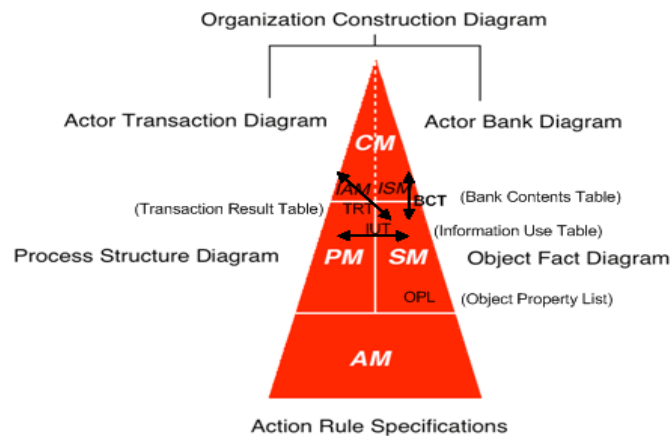 Organization Construction Diagram
Actor Transaction Diagram
Actor Bank Diagram
CM
IAM ISM
BCT
(Bank Contents Table)
(Transaction Result Table)
TRT
IUT
(Information Use Table)
Process Structure Diagram
PM
SM
Object Fact Diagram
OPL
(Object Property List)
AM
Action Rule Specifications